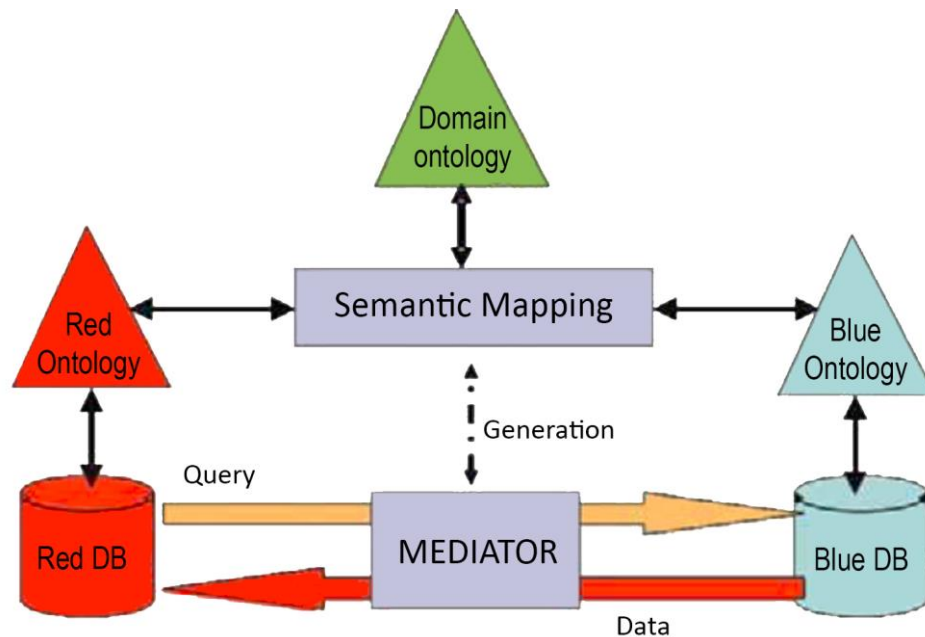 Domain
ontology
Semantic Mapping
Red
Ontology
Blue
Ontology
Generation
Query
Red DB
MEDIATOR
Blue DB
Data